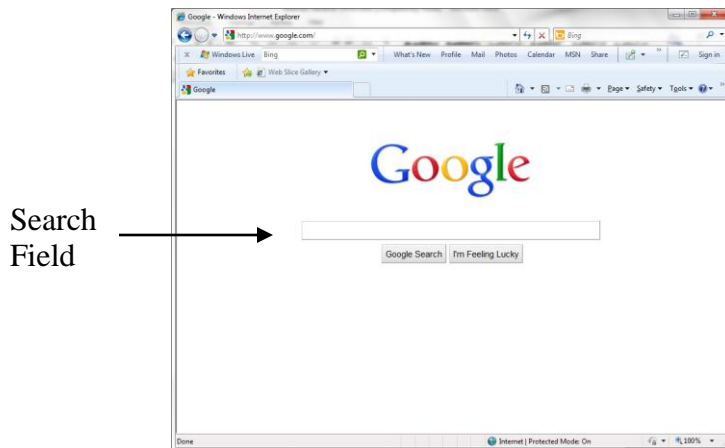 Google - Windows Internet Explorer
http://www.google.com/ Bing
Windows Live Bing What's New Profile Mail Photos Calendar MSN Share » Sign in
Favorites Web Slice Gallery
Google Page Safety Tools »
Google
Search
Field
Google Search I'm Feeling Lucky
Done Internet | Protected Mode: On 100%